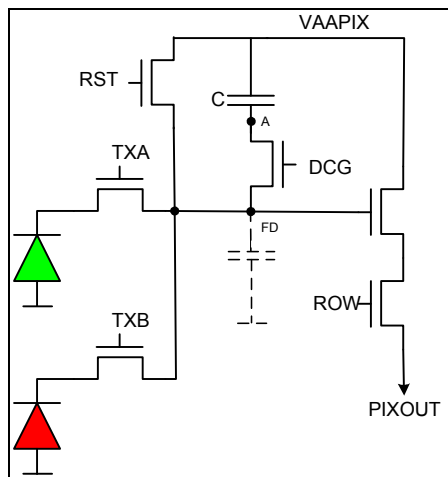 VAAPIX
RST
C
A
DCG
TXA
FD
TXB
ROW
PIXOUT